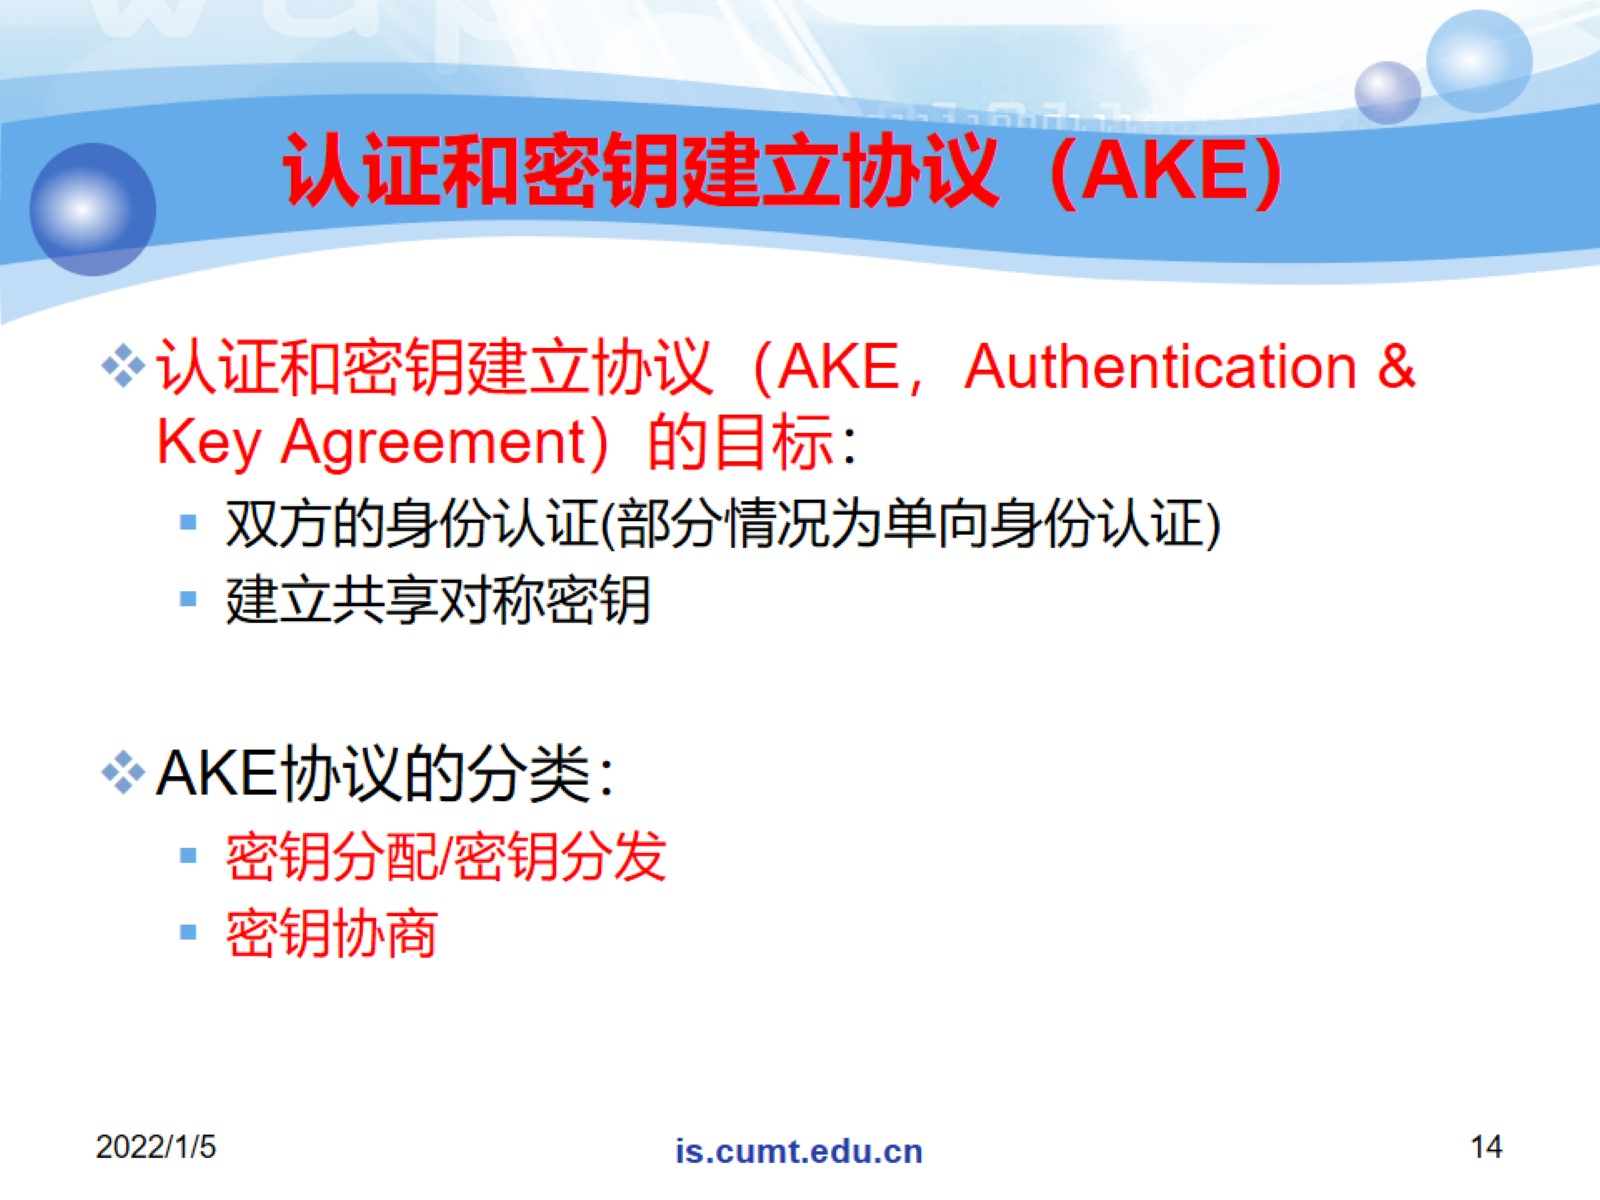 认证和密钥建立协议（AKE）
认证和密钥建立协议（AKE，Authentication &
Key Agreement）的目标：
双方的身份认证(部分情况为单向身份认证)
建立共享对称密钥
AKE协议的分类：
密钥分配/密钥分发
密钥协商
2022/1/5
is.cumt.edu.cn
14